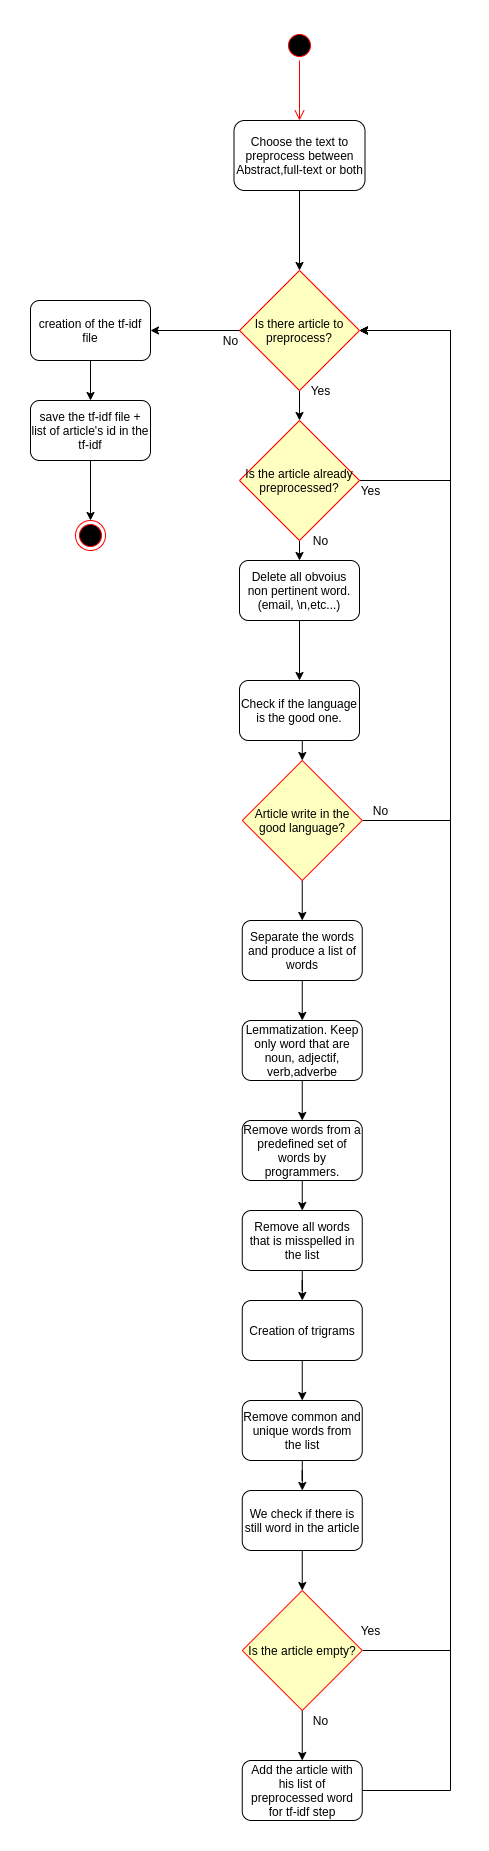 Choose the text to
preprocess between
Abstract,full-text or both
Is there article to
preprocess?
No
Yes
creation of the tf-idf
file
save the tf-idf file +
list of article's id in the
tf-idf
Is the article already
preprocessed?
Yes
No
Delete all obvoius
non pertinent word.
(email, \n,etc...)
Check if the language
is the good one.
Article write in the
good language?
No
Separate the words
and produce a list of
words
Lemmatization. Keep
only word that are
noun, adjectif,
verb,adverbe
Remove words from a
predefined set of
words by
programmers.
Remove all words
that is misspelled in
the list
Creation of trigrams
Remove common and
unique words from
the list
We check if there is
still word in the article
Is the article empty?
Yes
No
Add the article with
his list of
preprocessed word
for tf-idf step